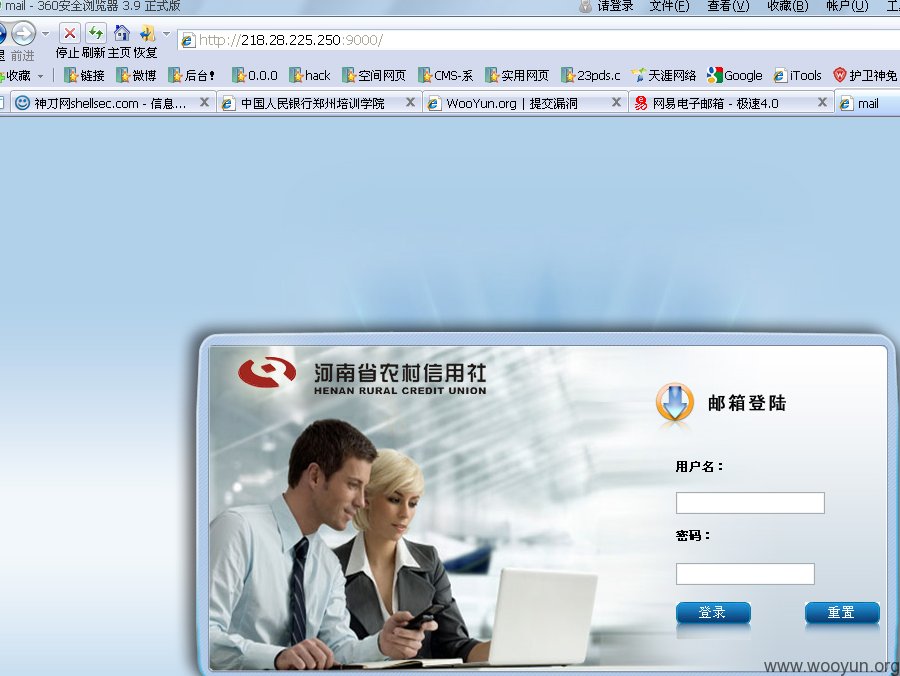 mail - 360安全浏览器 3.9 正式版 请登录 文件(F) 查看(V) 收藏(B) 帐户(U)
前进 停止 刷新 主页 恢复 http://218.28.225.250:9000/
收藏 链接 微博 后台! 0.0.0 hack 空间网页 CMS-系 实用网页 23pds.c 天涯网络 Google iTools 护卫神免
神刀网shellsec.com - 信息... 中国人民银行郑州培训学院 WooYun.org | 提交漏洞 网易电子邮箱 - 极速4.0 mail
河南省农村信用社
HENAN RURAL CREDIT UNION
邮箱登陆
用户名：
密码：
登录 重置
www.wooyun.org